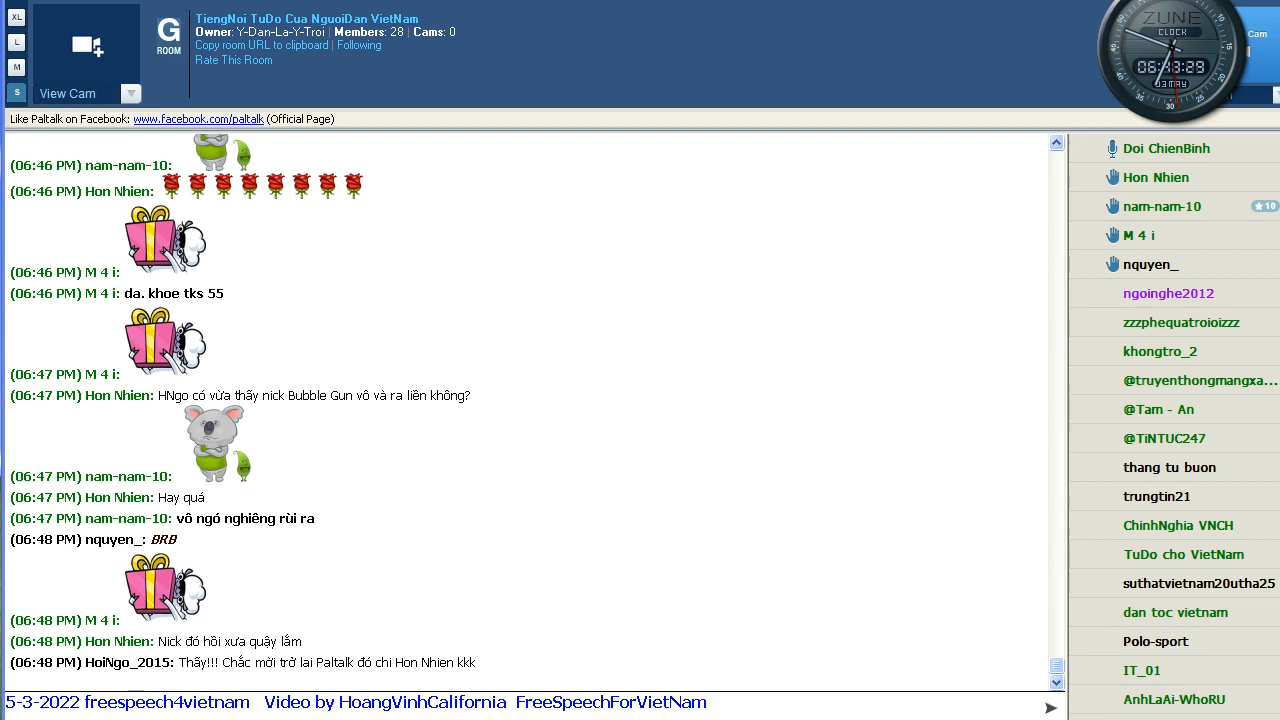 XL
L
M
S
View Cam
G
ROOM
TiengNoi TuDo Cua NguoiDan VietNam
Owner: Y-Dan-La-Y-Troi | Members: 28 | Cams: 0
Copy room URL to clipboard | Following
Rate This Room
ZUNE
CLOCK
03 MAY
Cam
Like Paltalk on Facebook: www.facebook.com/paltalk (Official Page)
(06:46 PM) nam-nam-10:
(06:46 PM) Hon Nhien:
(06:46 PM) M 4 i:
(06:46 PM) M 4 i: da. khoe tks 55
(06:47 PM) M 4 i:
(06:47 PM) Hon Nhien: HNgo có vừa thấy nick Bubble Gun vô và ra liền không?
(06:47 PM) nam-nam-10:
(06:47 PM) Hon Nhien: Hay quá
(06:47 PM) nam-nam-10: vô ngó nghiêng rùi ra
(06:48 PM) nquyen_: BRB
(06:48 PM) M 4 i:
(06:48 PM) Hon Nhien: Nick đó hồi xưa quậy lắm
(06:48 PM) HoiNgo_2015: Thấy!!! Chắc mời trở lai Paltalk đó chi Hon Nhien kkk
Doi ChienBinh
Hon Nhien
nam-nam-10
10
M 4 i
nquyen_
ngoinghe2012
zzzphequatroioizzz
khongtro_2
@truyenthongmangxa...
@Tam - An
@TiNTUC247
thang tu buon
trungtin21
ChinhNghia VNCH
TuDo cho VietNam
suthatvietnam20utha25
dan toc vietnam
Polo-sport
IT_01
AnhLaAi-WhoRU
5-3-2022 freespeech4vietnam Video by HoangVinhCalifornia FreeSpeechForVietNam